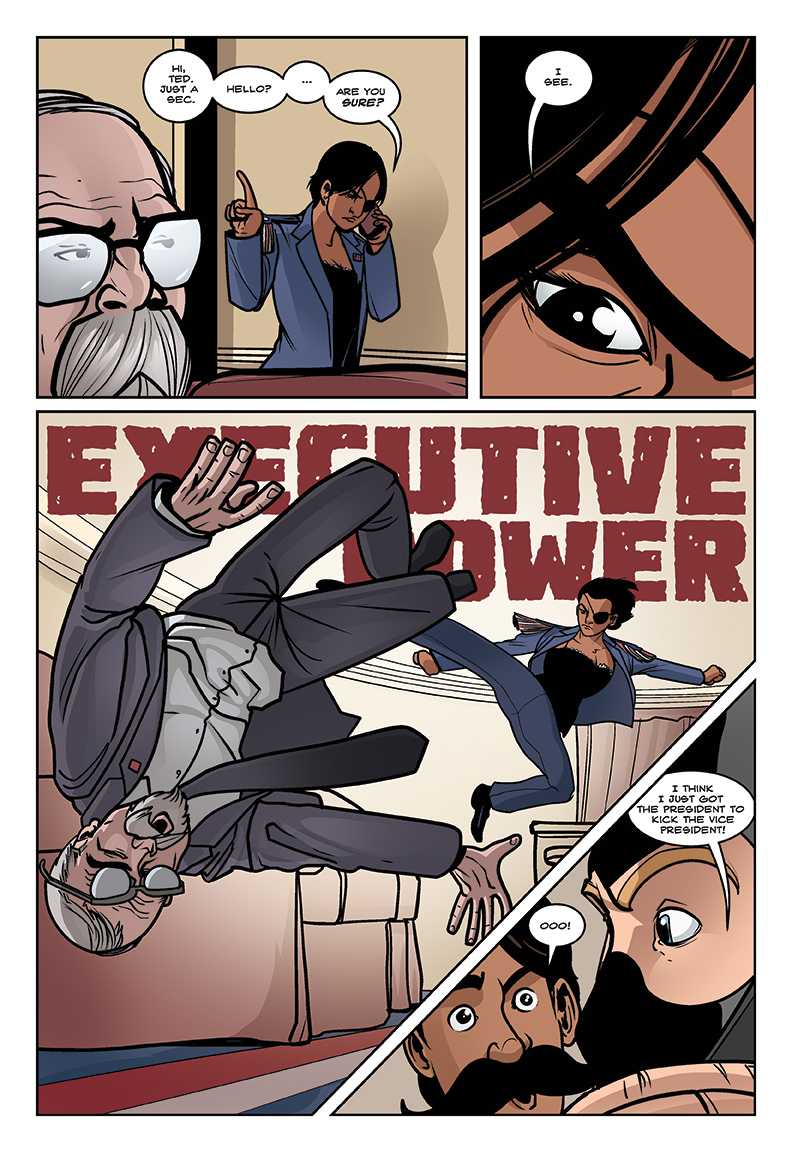 HI,
TED.
JUST A
SEC.
HELLO?
...
ARE YOU
SURE?
I
SEE.
EXECUTIVE
POWER
I THINK
I JUST GOT
THE PRESIDENT TO
KICK THE VICE
PRESIDENT!
OOO!